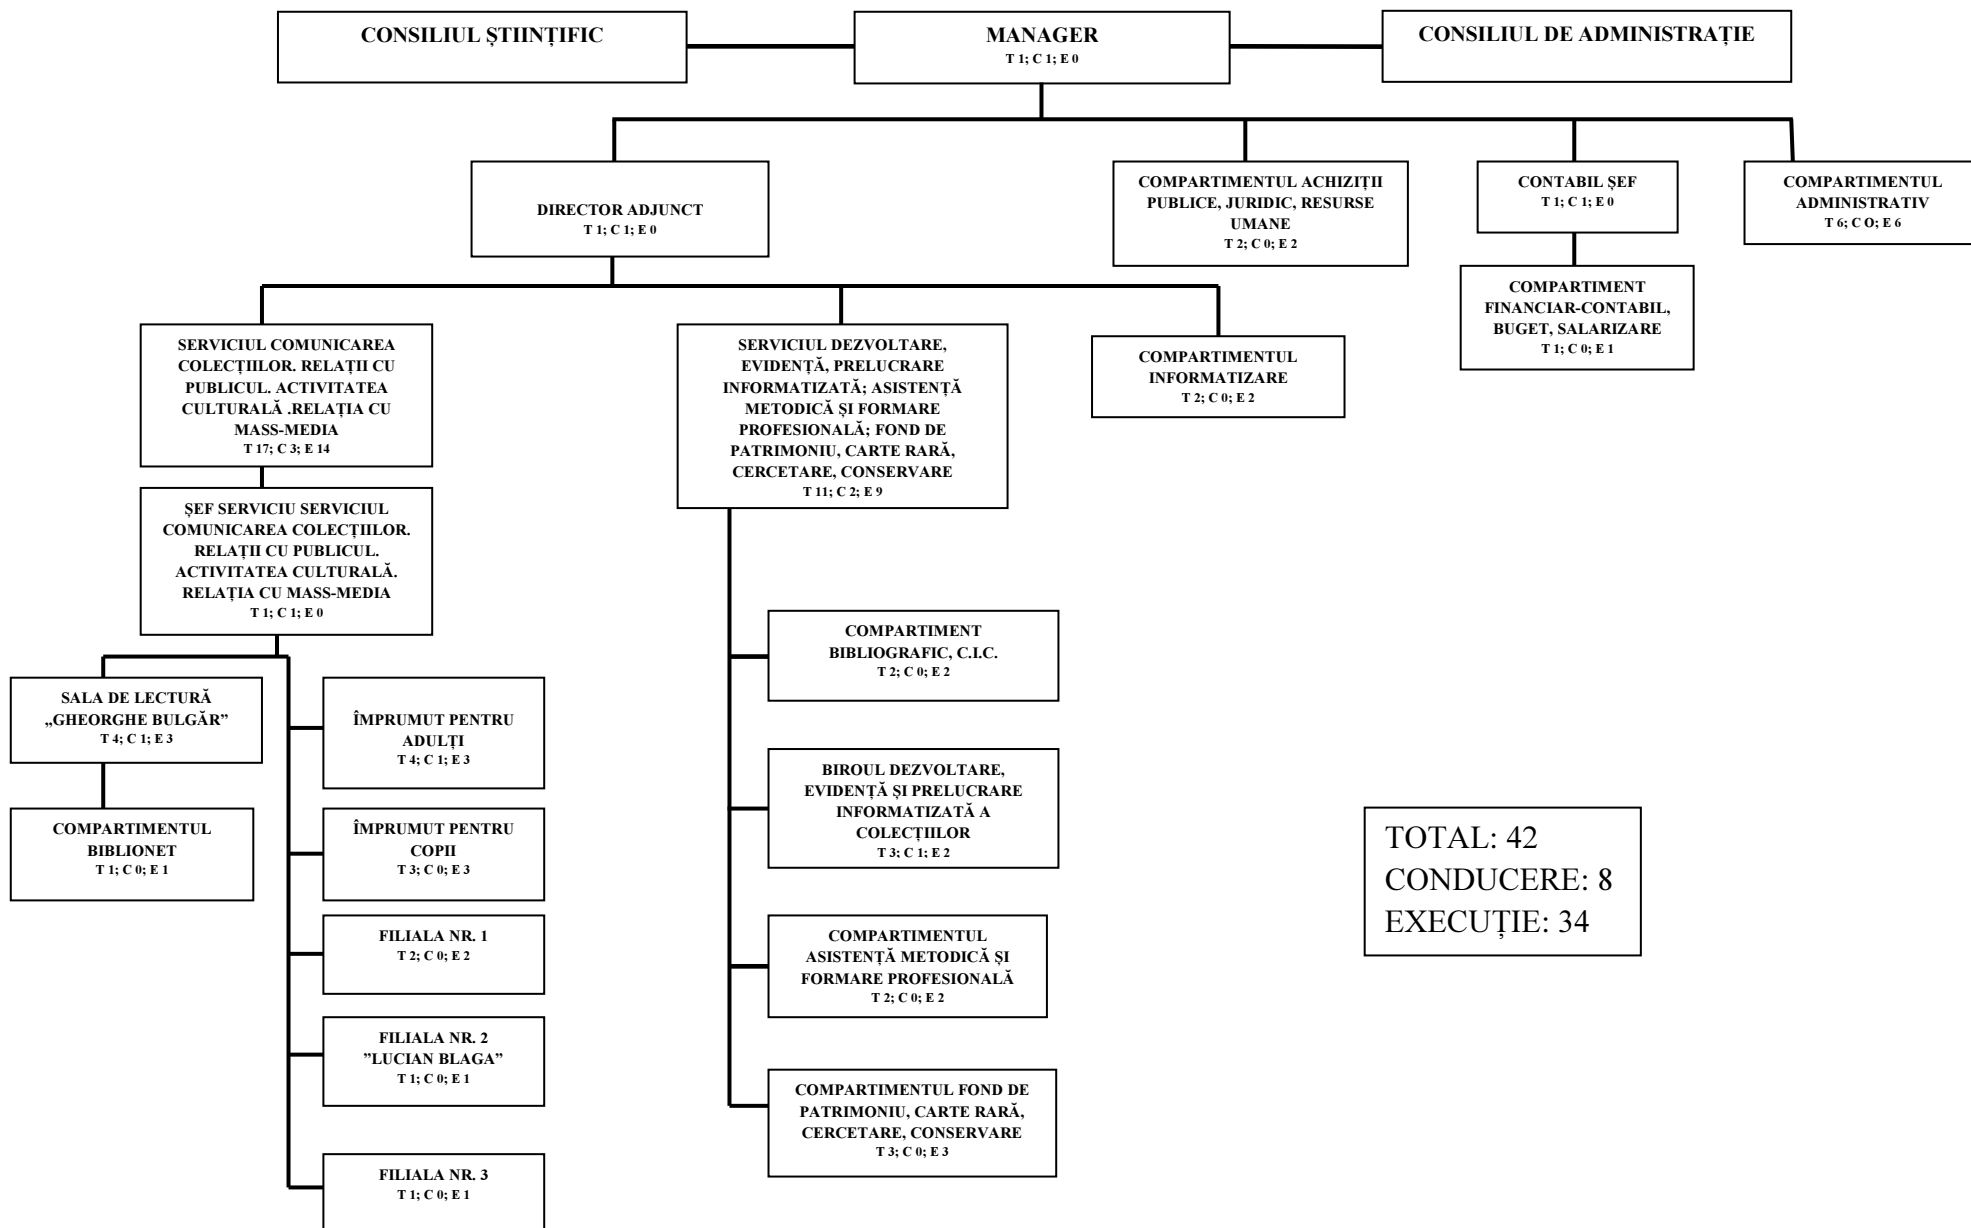 CONSILIUL ȘTIINȚIFIC
MANAGER
T 1; C 1; E 0
CONSILIUL DE ADMINISTRAȚIE
DIRECTOR ADJUNCT
T 1; C 1; E 0
COMPARTIMENTUL ACHIZIȚII
PUBLICE, JURIDIC, RESURSE
UMANE
T 2; C 0; E 2
CONTABIL ȘEF
T 1; C 1; E 0
COMPARTIMENTUL
ADMINISTRATIV
T 6; C O; E 6
COMPARTIMENT
FINANCIAR-CONTABIL,
BUGET, SALARIZARE
T 1; C 0; E 1
SERVICIUL COMUNICAREA
COLECȚIILOR. RELAȚII CU
PUBLICUL. ACTIVITATEA
CULTURALĂ .RELAȚIA CU
MASS-MEDIA
T 17; C 3; E 14
SERVICIUL DEZVOLTARE,
EVIDENȚĂ, PRELUCRARE
INFORMATIZATĂ; ASISTENȚĂ
METODICĂ ȘI FORMARE
PROFESIONALĂ; FOND DE
PATRIMONIU, CARTE RARĂ,
CERCETARE, CONSERVARE
T 11; C 2; E 9
COMPARTIMENTUL
INFORMATIZARE
T 2; C 0; E 2
ȘEF SERVICIU SERVICIUL
COMUNICAREA COLECȚIILOR.
RELAȚII CU PUBLICUL.
ACTIVITATEA CULTURALĂ.
RELAȚIA CU MASS-MEDIA
T 1; C 1; E 0
SALA DE LECTURĂ
„GHEORGHE BULGĂR”
T 4; C 1; E 3
COMPARTIMENTUL
BIBLIONET
T 1; C 0; E 1
ÎMPRUMUT PENTRU
ADULȚI
T 4; C 1; E 3
ÎMPRUMUT PENTRU
COPII
T 3; C 0; E 3
FILIALA NR. 1
T 2; C 0; E 2
FILIALA NR. 2
”LUCIAN BLAGA”
T 1; C 0; E 1
FILIALA NR. 3
T 1; C 0; E 1
COMPARTIMENT
BIBLIOGRAFIC, C.I.C.
T 2; C 0; E 2
BIROUL DEZVOLTARE,
EVIDENȚĂ ȘI PRELUCRARE
INFORMATIZATĂ A
COLECȚIILOR
T 3; C 1; E 2
COMPARTIMENTUL
ASISTENȚĂ METODICĂ ȘI
FORMARE PROFESIONALĂ
T 2; C 0; E 2
COMPARTIMENTUL FOND DE
PATRIMONIU, CARTE RARĂ,
CERCETARE, CONSERVARE
T 3; C 0; E 3
TOTAL: 42
CONDUCERE: 8
EXECUȚIE: 34